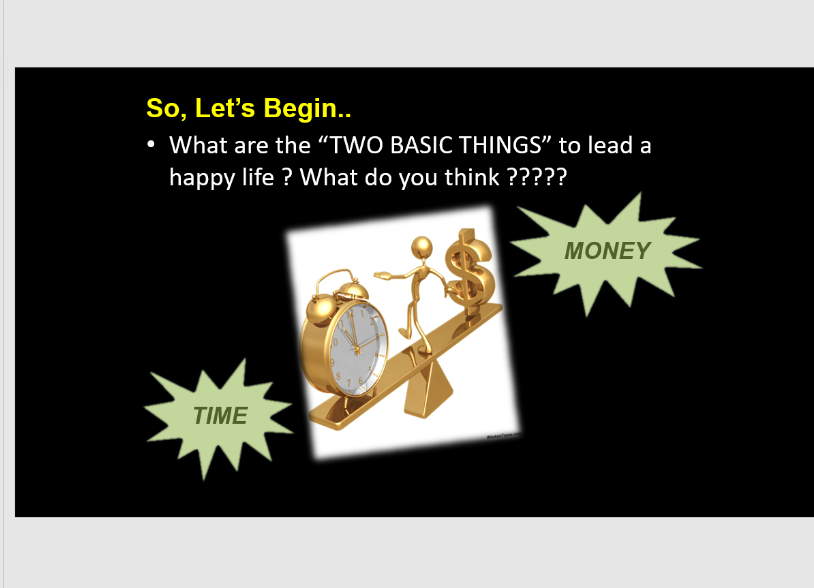 So, Let’s Begin..
• What are the “TWO BASIC THINGS” to lead a
happy life ? What do you think ?????
MONEY
TIME